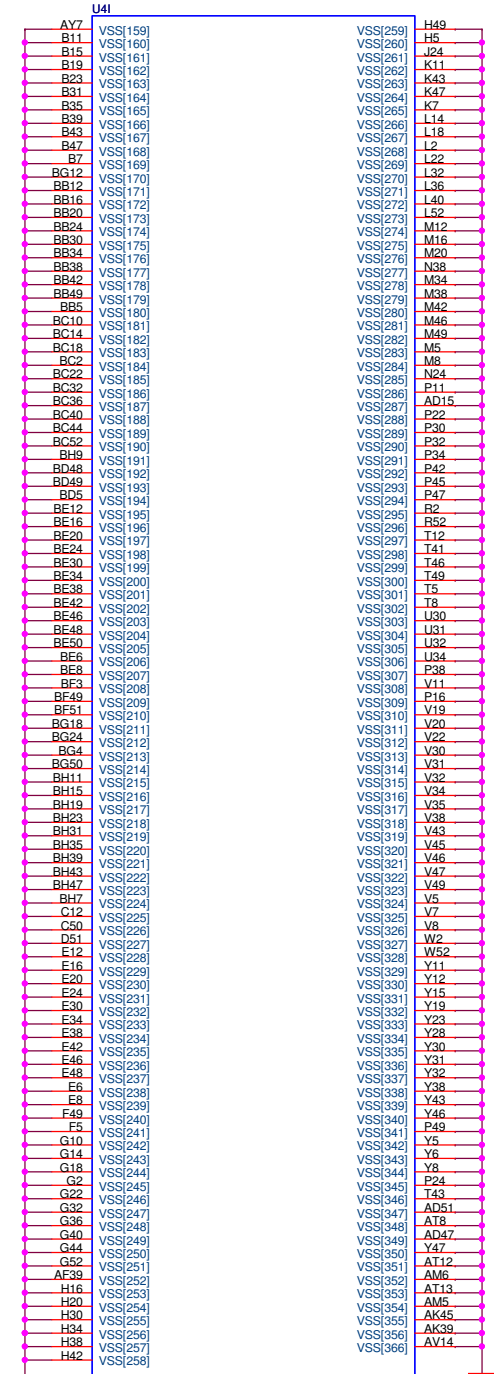 U4I
AY7 VSS[159] VSS[259] H49
B11 VSS[160] VSS[260] H5
B15 VSS[161] VSS[261] J24
B19 VSS[162] VSS[262] K11
B23 VSS[163] VSS[263] K43
B31 VSS[164] VSS[264] K47
B35 VSS[165] VSS[265] K7
B39 VSS[166] VSS[266] L14
B43 VSS[167] VSS[267] L18
B47 VSS[168] VSS[268] L2
B7 VSS[169] VSS[269] L22
BG12 VSS[170] VSS[270] L32
BB12 VSS[171] VSS[271] L36
BB16 VSS[172] VSS[272] L40
BB20 VSS[173] VSS[273] L52
BB24 VSS[174] VSS[274] M12
BB30 VSS[175] VSS[275] M16
BB34 VSS[176] VSS[276] M20
BB38 VSS[177] VSS[277] N38
BB42 VSS[178] VSS[278] M34
BB49 VSS[179] VSS[279] M38
BB5 VSS[180] VSS[280] M42
BC10 VSS[181] VSS[281] M46
BC14 VSS[182] VSS[282] M49
BC18 VSS[183] VSS[283] M5
BC2 VSS[184] VSS[284] M8
BC22 VSS[185] VSS[285] N24
BC32 VSS[186] VSS[286] P11
BC36 VSS[187] VSS[287] AD15
BC40 VSS[188] VSS[288] P22
BC44 VSS[189] VSS[289] P30
BC52 VSS[190] VSS[290] P32
BH9 VSS[191] VSS[291] P34
BD48 VSS[192] VSS[292] P42
BD49 VSS[193] VSS[293] P45
BD5 VSS[194] VSS[294] P47
BE12 VSS[195] VSS[295] R2
BE16 VSS[196] VSS[296] R52
BE20 VSS[197] VSS[297] T12
BE24 VSS[198] VSS[298] T41
BE30 VSS[199] VSS[299] T46
BE34 VSS[200] VSS[300] T49
BE38 VSS[201] VSS[301] T5
BE42 VSS[202] VSS[302] T8
BE46 VSS[203] VSS[303] U30
BE48 VSS[204] VSS[304] U31
BE50 VSS[205] VSS[305] U32
BE6 VSS[206] VSS[306] U34
BE8 VSS[207] VSS[307] P38
BF3 VSS[208] VSS[308] V11
BF49 VSS[209] VSS[309] P16
BF51 VSS[210] VSS[310] V19
BG18 VSS[211] VSS[311] V20
BG24 VSS[212] VSS[312] V22
BG4 VSS[213] VSS[313] V30
BG50 VSS[214] VSS[314] V31
BH11 VSS[215] VSS[315] V32
BH15 VSS[216] VSS[316] V34
BH19 VSS[217] VSS[317] V35
BH23 VSS[218] VSS[318] V38
BH31 VSS[219] VSS[319] V43
BH35 VSS[220] VSS[320] V45
BH39 VSS[221] VSS[321] V46
BH43 VSS[222] VSS[322] V47
BH47 VSS[223] VSS[323] V49
BH7 VSS[224] VSS[324] V5
C12 VSS[225] VSS[325] V7
C50 VSS[226] VSS[326] V8
D51 VSS[227] VSS[327] W2
E12 VSS[228] VSS[328] W52
E16 VSS[229] VSS[329] Y11
E20 VSS[230] VSS[330] Y12
E24 VSS[231] VSS[331] Y15
E30 VSS[232] VSS[332] Y19
E34 VSS[233] VSS[333] Y23
E38 VSS[234] VSS[334] Y28
E42 VSS[235] VSS[335] Y30
E46 VSS[236] VSS[336] Y31
E48 VSS[237] VSS[337] Y32
E6 VSS[238] VSS[338] Y38
E8 VSS[239] VSS[339] Y43
F49 VSS[240] VSS[340] Y46
F5 VSS[241] VSS[341] P49
G10 VSS[242] VSS[342] Y5
G14 VSS[243] VSS[343] Y6
G18 VSS[244] VSS[344] Y8
G2 VSS[245] VSS[345] P24
G22 VSS[246] VSS[346] T43
G32 VSS[247] VSS[347] AD51
G36 VSS[248] VSS[348] AT8
G40 VSS[249] VSS[349] AD47
G44 VSS[250] VSS[350] Y47
G52 VSS[251] VSS[351] AT12
AF39 VSS[252] VSS[352] AM6
H16 VSS[253] VSS[353] AT13
H20 VSS[254] VSS[354] AM5
H30 VSS[255] VSS[355] AK45
H34 VSS[256] VSS[356] AK39
H38 VSS[257] VSS[366] AV14
H42 VSS[258]